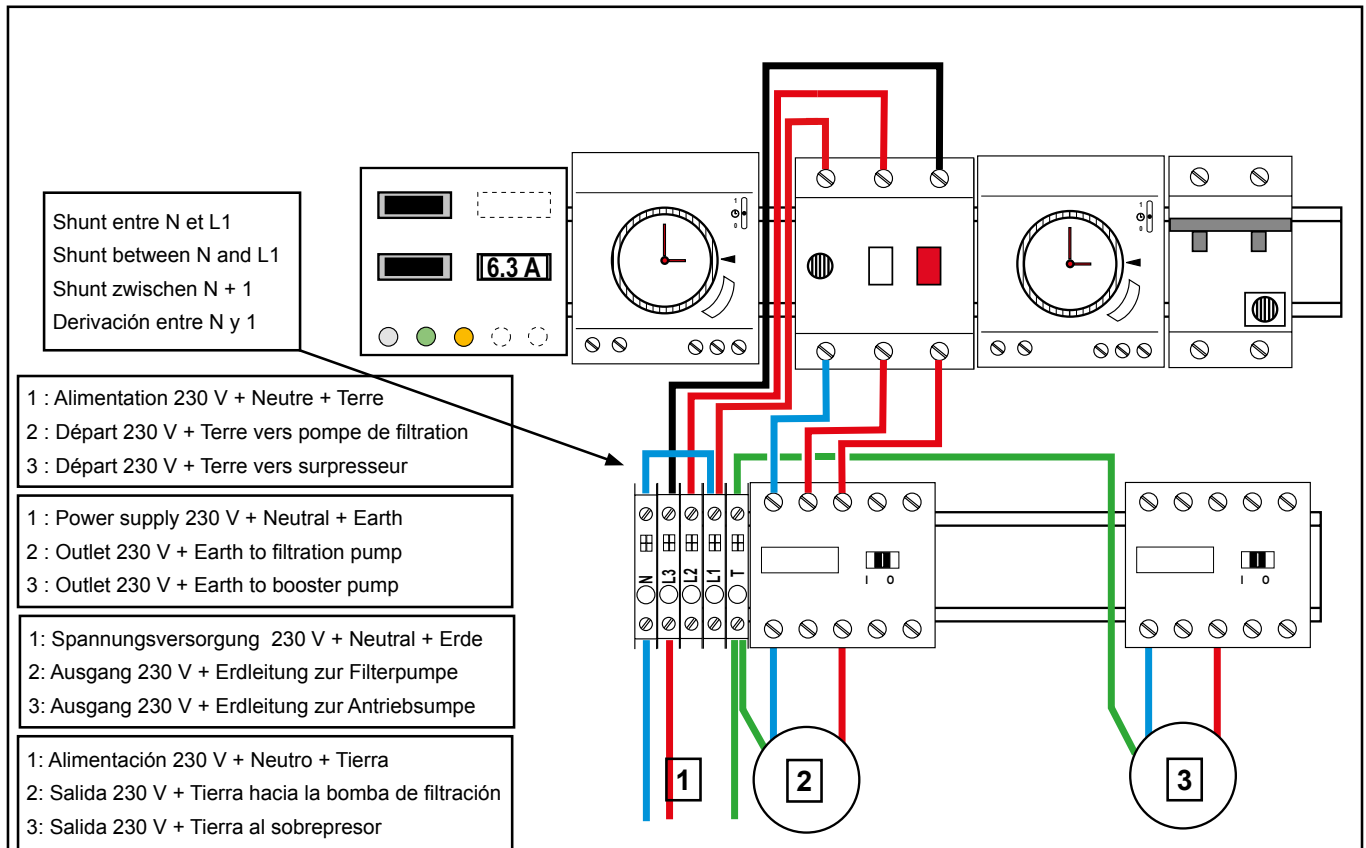 Shunt entre N et L1
Shunt between N and L1
Shunt zwischen N + 1
Derivación entre N y 1
6.3 A
1
0
1
0
1 : Alimentation 230 V + Neutre + Terre
2 : Départ 230 V + Terre vers pompe de filtration
3 : Départ 230 V + Terre vers surpresseur
1 : Power supply 230 V + Neutral + Earth
2 : Outlet 230 V + Earth to filtration pump
3 : Outlet 230 V + Earth to booster pump
1: Spannungsversorgung 230 V + Neutral + Erde
2: Ausgang 230 V + Erdleitung zur Filterpumpe
3: Ausgang 230 V + Erdleitung zur Antriebsumpe
1: Alimentación 230 V + Neutro + Tierra
2: Salida 230 V + Tierra hacia la bomba de filtración
3: Salida 230 V + Tierra al sobrepresor
N
L3
L2
L1
T
I O
I O
1
2
3